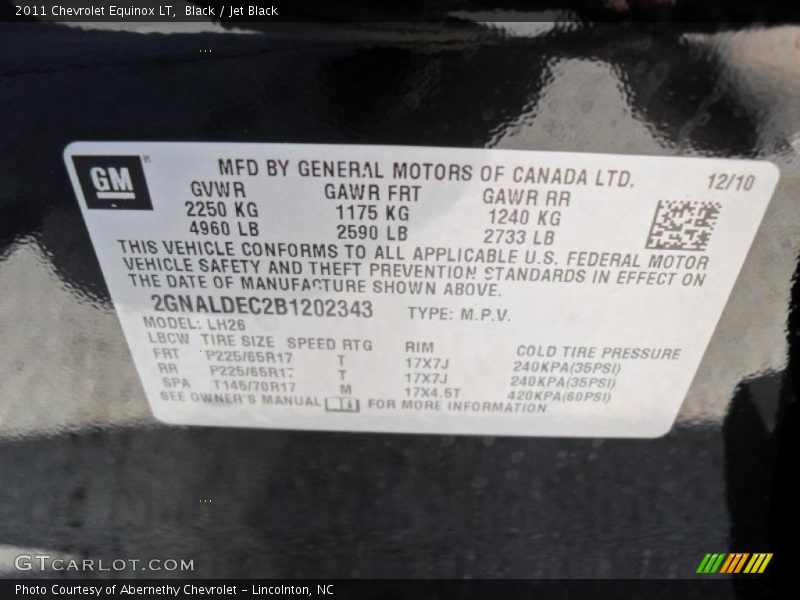 2011 Chevrolet Equinox LT,  Black / Jet Black
GM
MFD BY GENERAL MOTORS OF CANADA LTD. 12/10
GVWR GAWR FRT GAWR RR
2250 KG 1175 KG 1240 KG
4960 LB 2590 LB 2733 LB
THIS VEHICLE CONFORMS TO ALL APPLICABLE U.S. FEDERAL MOTOR
VEHICLE SAFETY AND THEFT PREVENTION STANDARDS IN EFFECT ON
THE DATE OF MANUFACTURE SHOWN ABOVE.
2GNALDEC2B1202343 TYPE: M.P.V.
MODEL: LH26
LBCW TIRE SIZE SPEED RTG RIM COLD TIRE PRESSURE
FRT P225/65R17 T 17X7J 240KPA(35PSI)
RR P225/65R17 T 17X7J 240KPA(35PSI)
SPA T145/70R17 M 17X4.5T 420KPA(60PSI)
SEE OWNER'S MANUAL FOR MORE INFORMATION.
GTCARLOT.COM
Photo Courtesy of Abernethy Chevrolet – Lincolnton, NC